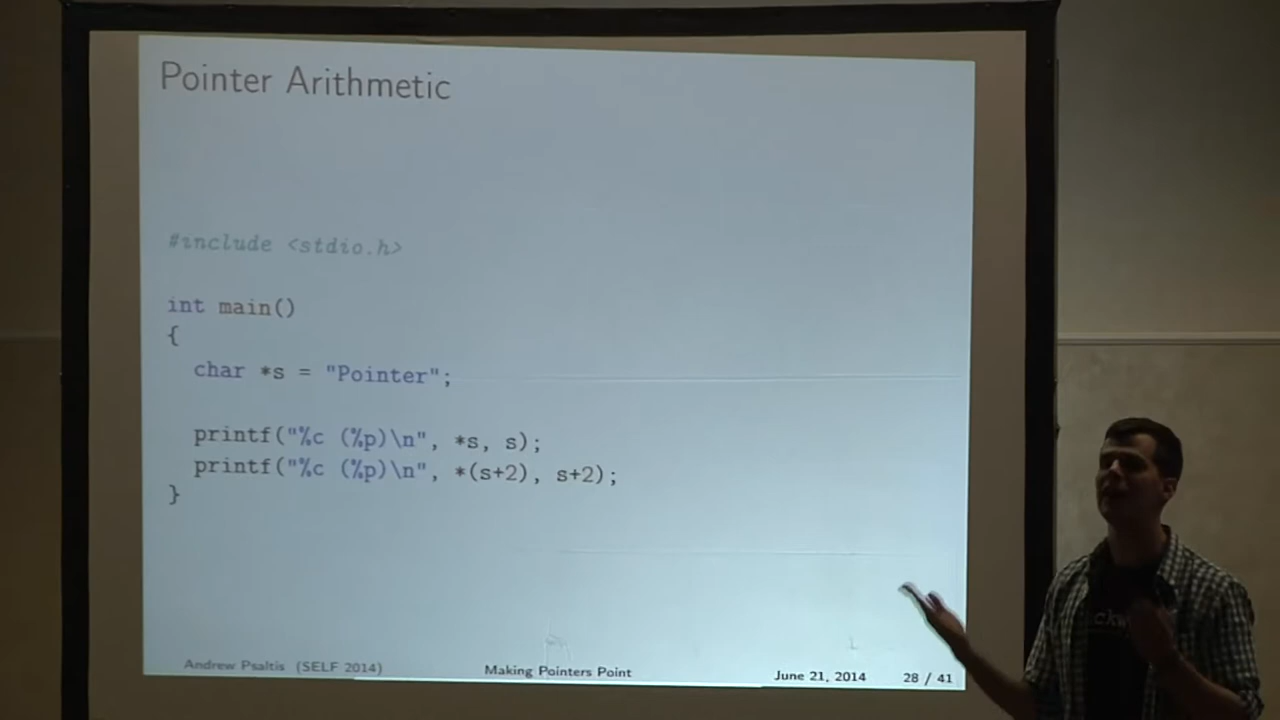 Pointer Arithmetic
#include <stdio.h>
int main()
{
char *s = "Pointer";
printf("%c (%p)\n", *s, s);
printf("%c (%p)\n", *(s+2), s+2);
}
Andrew Psaltis (SELF 2014) Making Pointers Point June 21, 2014 28 / 41